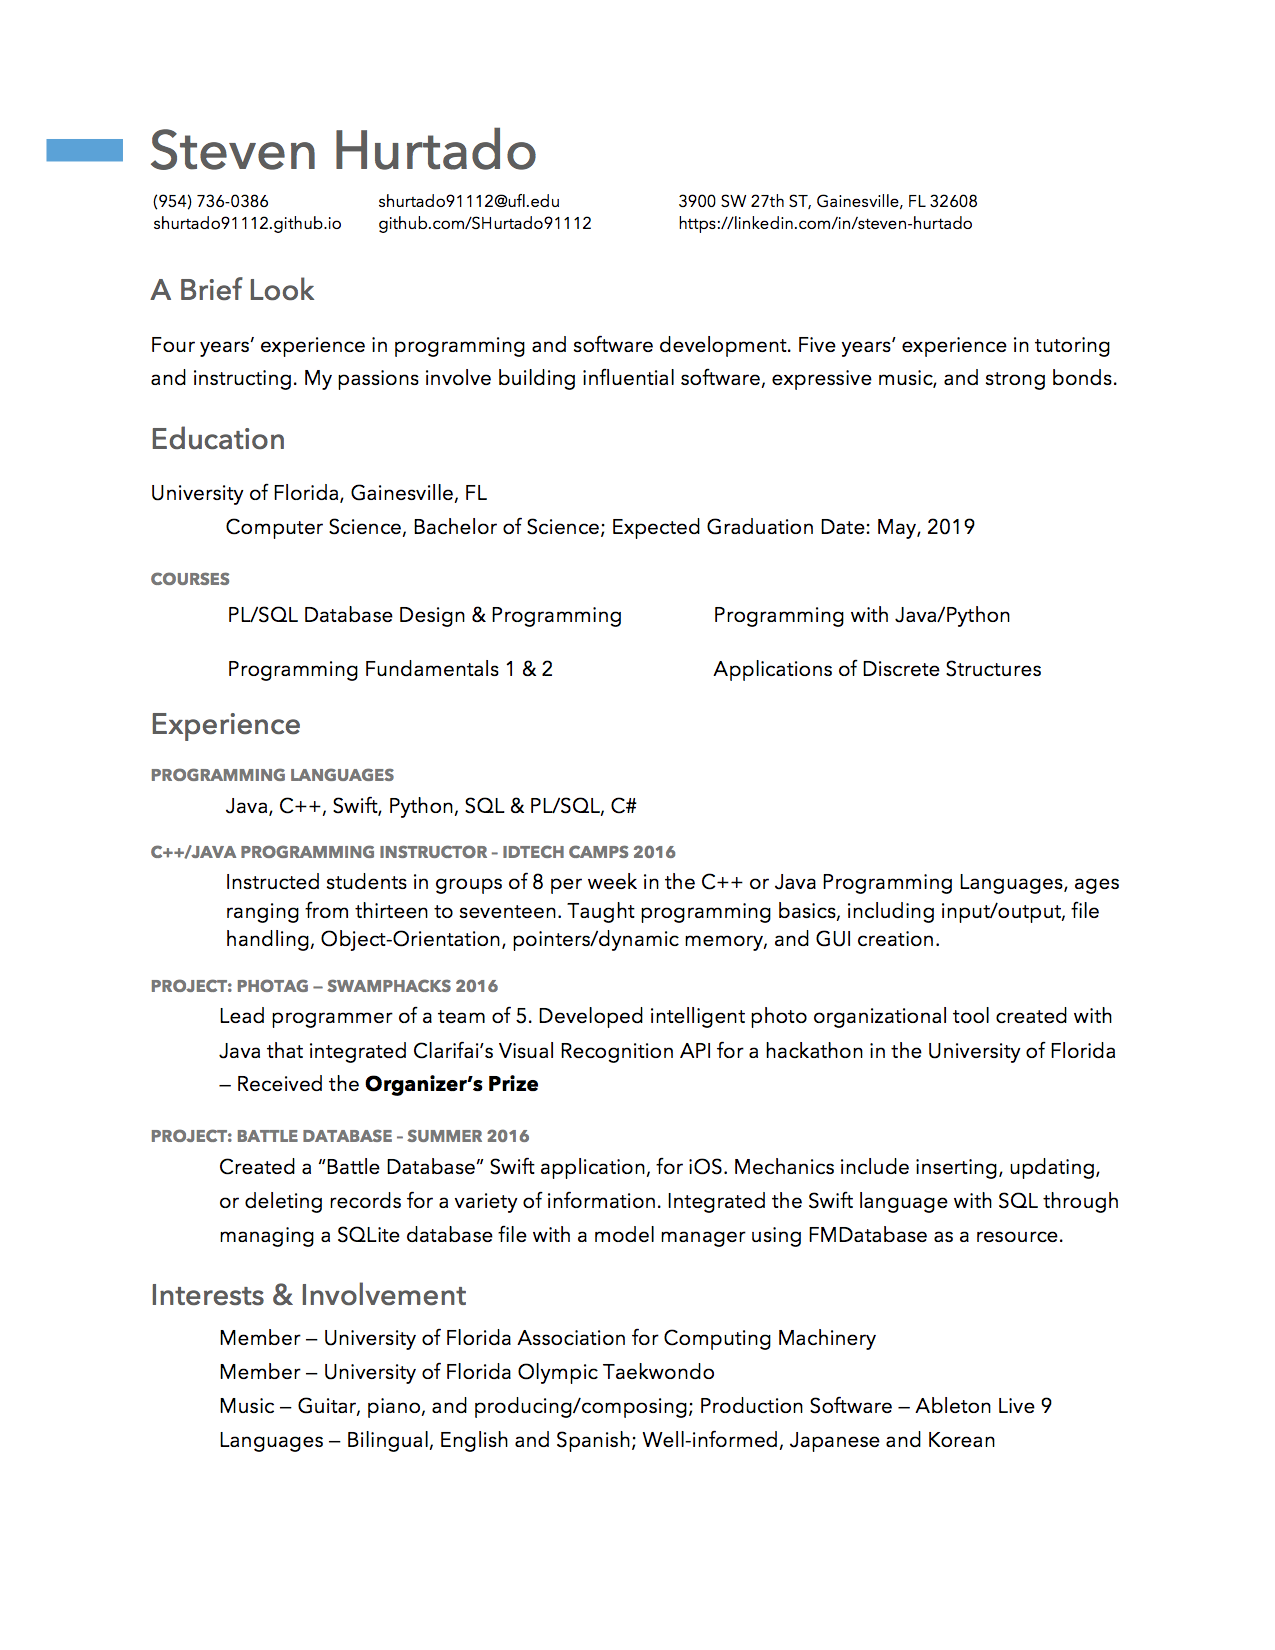 Steven Hurtado
(954) 736-0386 shurtado91112@ufl.edu 3900 SW 27th ST, Gainesville, FL 32608
shurtado91112.github.io github.com/SHurtado91112 https://linkedin.com/in/steven-hurtado
A Brief Look
Four years’ experience in programming and software development. Five years’ experience in tutoring
and instructing. My passions involve building influential software, expressive music, and strong bonds.
Education
University of Florida, Gainesville, FL
Computer Science, Bachelor of Science; Expected Graduation Date: May, 2019
COURSES
PL/SQL Database Design & Programming Programming with Java/Python
Programming Fundamentals 1 & 2 Applications of Discrete Structures
Experience
PROGRAMMING LANGUAGES
Java, C++, Swift, Python, SQL & PL/SQL, C#
C++/JAVA PROGRAMMING INSTRUCTOR – IDTECH CAMPS 2016
Instructed students in groups of 8 per week in the C++ or Java Programming Languages, ages
ranging from thirteen to seventeen. Taught programming basics, including input/output, file
handling, Object-Orientation, pointers/dynamic memory, and GUI creation.
PROJECT: PHOTAG — SWAMPHACKS 2016
Lead programmer of a team of 5. Developed intelligent photo organizational tool created with
Java that integrated Clarifai’s Visual Recognition API for a hackathon in the University of Florida
— Received the Organizer’s Prize
PROJECT: BATTLE DATABASE – SUMMER 2016
Created a “Battle Database” Swift application, for iOS. Mechanics include inserting, updating,
or deleting records for a variety of information. Integrated the Swift language with SQL through
managing a SQLite database file with a model manager using FMDatabase as a resource.
Interests & Involvement
Member — University of Florida Association for Computing Machinery
Member — University of Florida Olympic Taekwondo
Music — Guitar, piano, and producing/composing; Production Software — Ableton Live 9
Languages — Bilingual, English and Spanish; Well-informed, Japanese and Korean